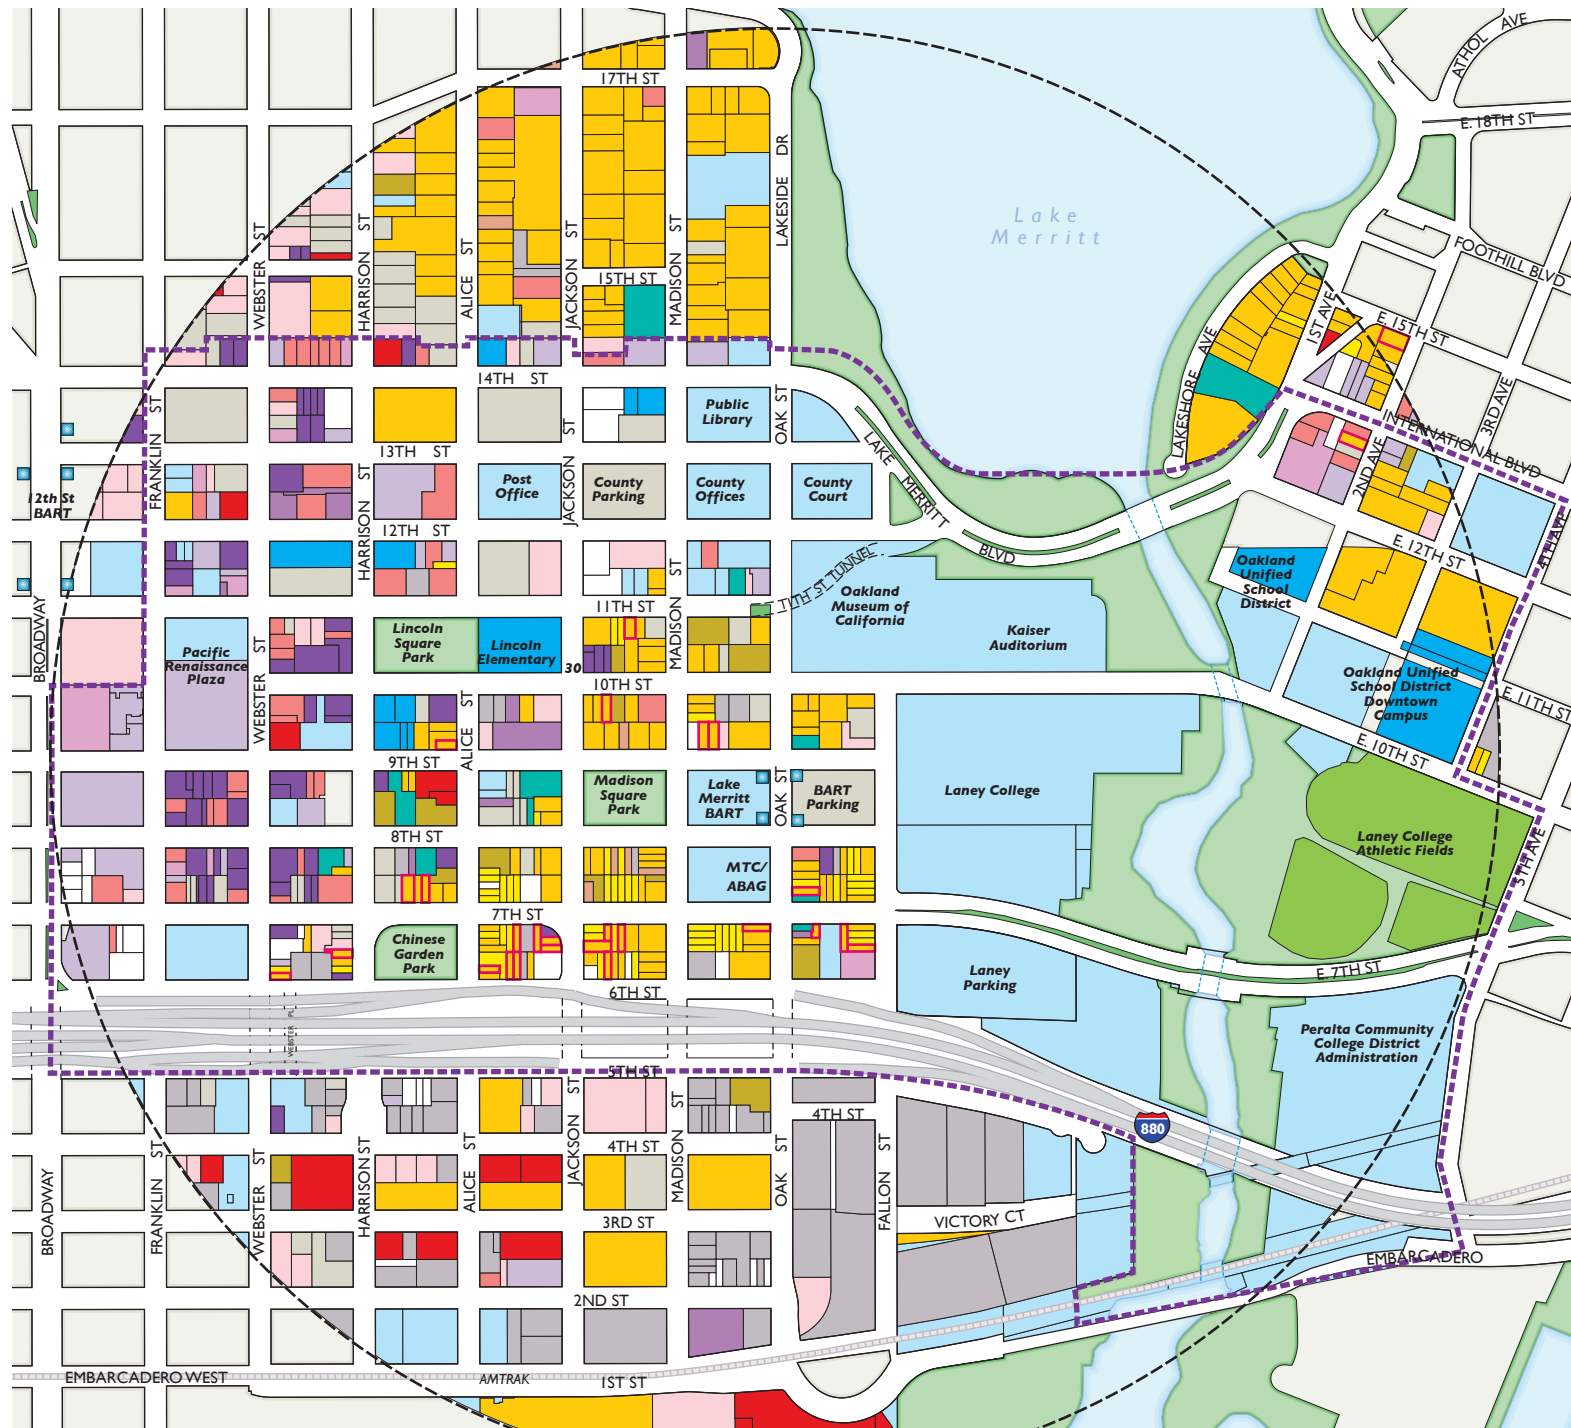 17TH ST
LAKESIDE DR
ATHOL AVE
E. 18TH ST
Lake
Merritt
WEBSTER ST
HARRISON ST
ALICE ST
JACKSON ST
MADISON ST
15TH ST
FOOTHILL BLVD
1ST AVE
E. 15TH ST
LAKESHORE AVE
3RD AVE
INTERNATIONAL BLVD
2ND AVE
4TH AVE
14TH ST
FRANKLIN ST
Public
Library
OAK ST
LAKE MERRITT BLVD
13TH ST
12th St
BART
HARRISON ST
JACKSON ST
Post
Office
County
Parking
County
Offices
County
Court
12TH ST
E. 12TH ST
11TH ST TUNNEL
Oakland
Museum of
California
Kaiser
Auditorium
Oakland
Unified
School
District
BROADWAY
MADISON ST
11TH ST
Pacific
Renaissance
Plaza
WEBSTER ST
Lincoln
Square
Park
Lincoln
Elementary
30
10TH ST
Oakland Unified
School District
Downtown
Campus
E. 11TH ST
E. 10TH ST
ALICE ST
9TH ST
Madison
Square
Park
Lake
Merritt
BART
OAK ST
BART
Parking
Laney College
8TH ST
Laney College
Athletic Fields
5TH AVE
MTC/
ABAG
7TH ST
Chinese
Garden
Park
Laney
Parking
E. 7TH ST
6TH ST
WEBSTER PL
Peralta Community
College District
Administration
5TH ST
880
4TH ST
4TH ST
BROADWAY
FRANKLIN ST
WEBSTER ST
HARRISON ST
ALICE ST
JACKSON ST
MADISON ST
OAK ST
FALLON ST
VICTORY CT
3RD ST
EMBARCADERO
2ND ST
EMBARCADERO WEST
AMTRAK
1ST ST